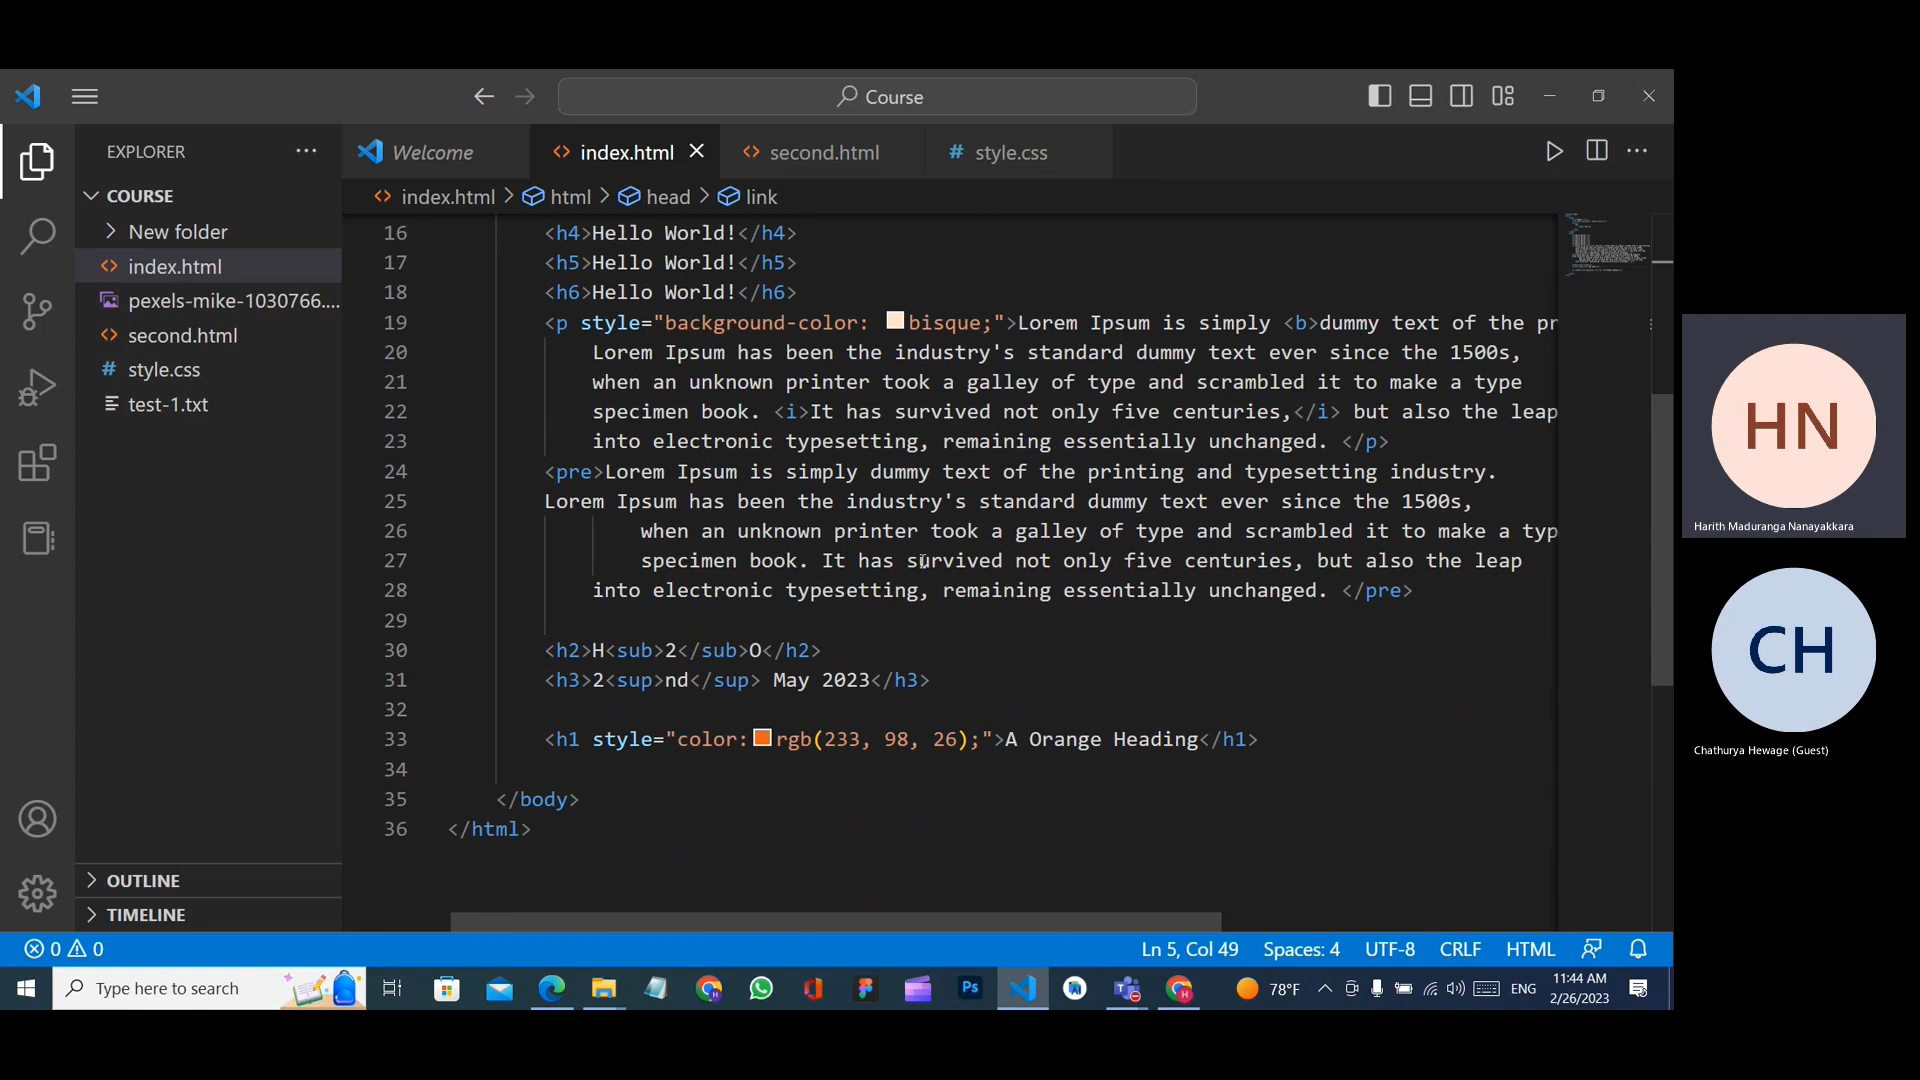 Course
EXPLORER
COURSE
New folder
index.html
pexels-mike-1030766....
second.html
style.css
test-1.txt
OUTLINE
TIMELINE
Welcome
index.html
second.html
# style.css
index.html > html > head > link
16 <h4>Hello World!</h4>
17 <h5>Hello World!</h5>
18 <h6>Hello World!</h6>
19 <p style="background-color: bisque;">Lorem Ipsum is simply <b>dummy text of the pr
20 Lorem Ipsum has been the industry's standard dummy text ever since the 1500s,
21 when an unknown printer took a galley of type and scrambled it to make a type
22 specimen book. <i>It has survived not only five centuries,</i> but also the leap
23 into electronic typesetting, remaining essentially unchanged. </p>
24 <pre>Lorem Ipsum is simply dummy text of the printing and typesetting industry.
25 Lorem Ipsum has been the industry's standard dummy text ever since the 1500s,
26 when an unknown printer took a galley of type and scrambled it to make a typ
27 specimen book. It has survived not only five centuries, but also the leap
28 into electronic typesetting, remaining essentially unchanged. </pre>
29
30 <h2>H<sub>2</sub>O</h2>
31 <h3>2<sup>nd</sup> May 2023</h3>
32
33 <h1 style="color:rgb(233, 98, 26);">A Orange Heading</h1>
34
35 </body>
36 </html>
HN
Harith Maduranga Nanayakkara
CH
Chathurya Hewage (Guest)
0 0
Ln 5, Col 49 Spaces: 4 UTF-8 CRLF HTML
Type here to search
Ps
78°F
ENG
11:44 AM
2/26/2023